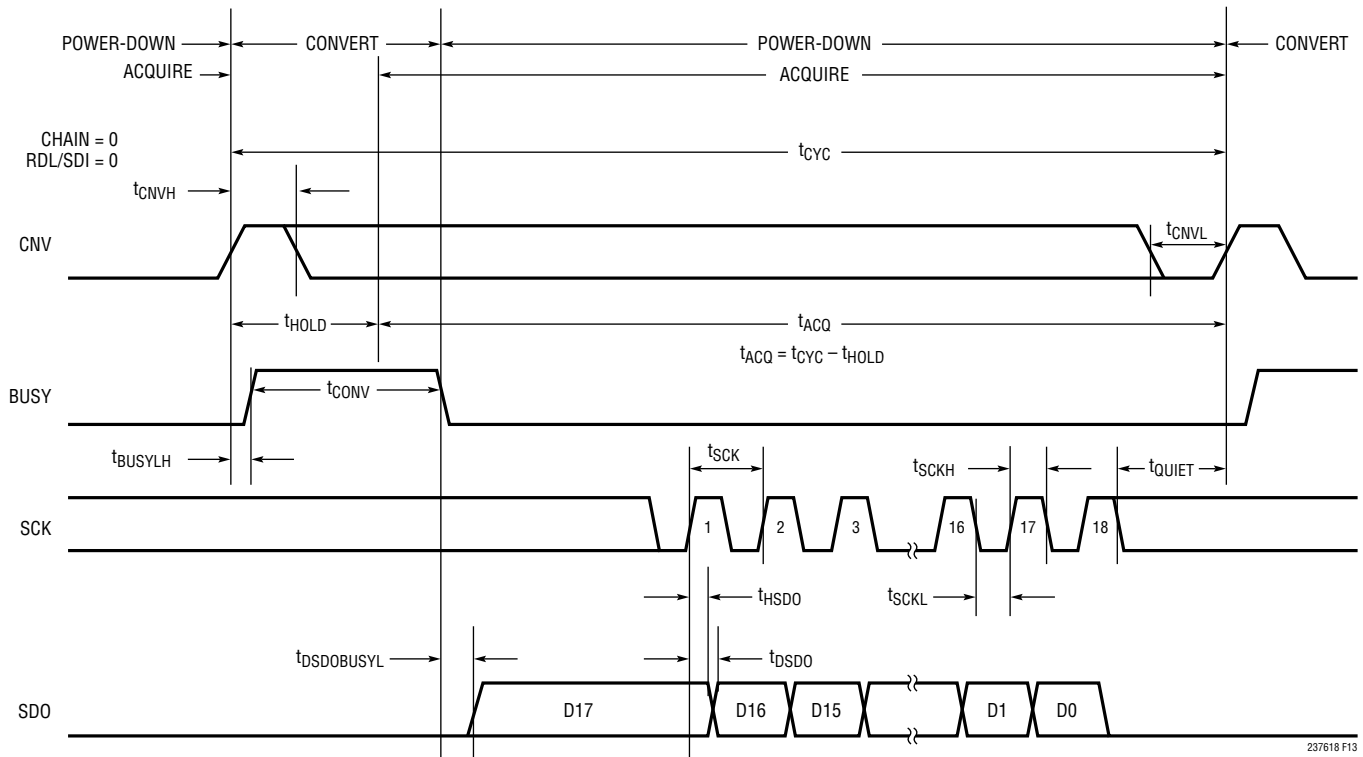 POWER-DOWN CONVERT POWER-DOWN CONVERT
ACQUIRE ACQUIRE
CHAIN = 0
RDL/SDI = 0
tCYC
tCNVH
CNV
tCNVL
tHOLD tACQ
tACQ = tCYC – tHOLD
BUSY
tCONV
tBUSYLH
tSCK tSCKH tQUIET
SCK 1 2 3 16 17 18
tHSDO tSCKL
tDSDOBUSYL tDSDO
SDO D17 D16 D15 D1 D0
237618 F13